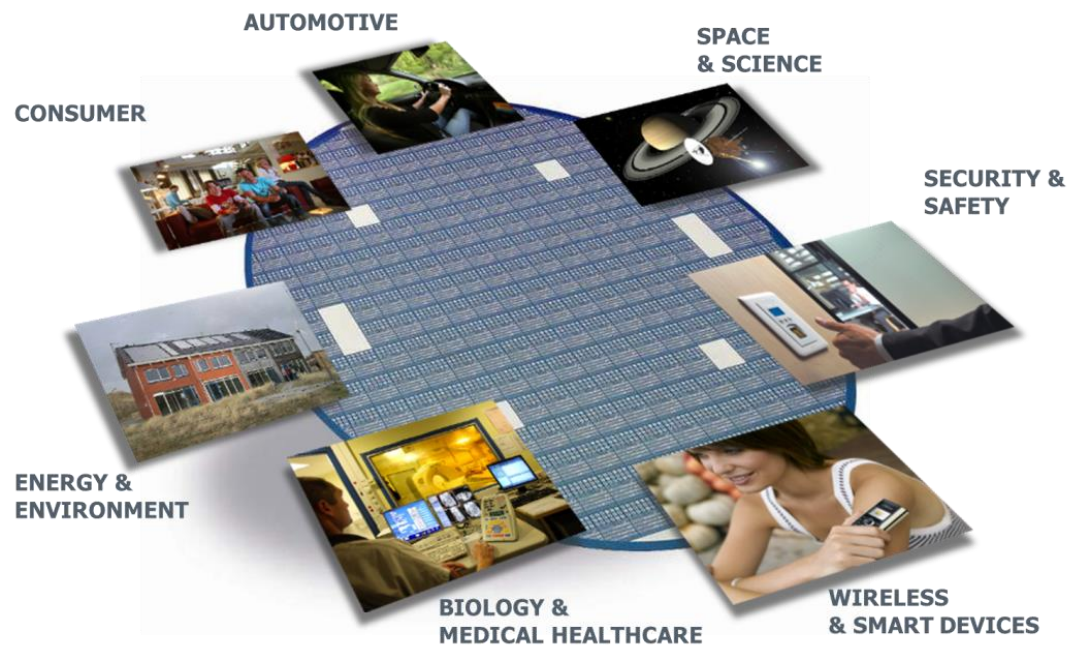 AUTOMOTIVE
SPACE
& SCIENCE
CONSUMER
SECURITY &
SAFETY
ENERGY &
ENVIRONMENT
BIOLOGY &
MEDICAL HEALTHCARE
WIRELESS
& SMART DEVICES